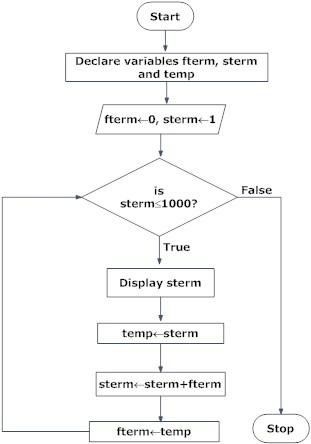 Start
Declare variables fterm, sterm
and temp
fterm←0, sterm←1
is
sterm≤1000?
False
True
Display sterm
temp←sterm
sterm←sterm+fterm
fterm←temp
Stop